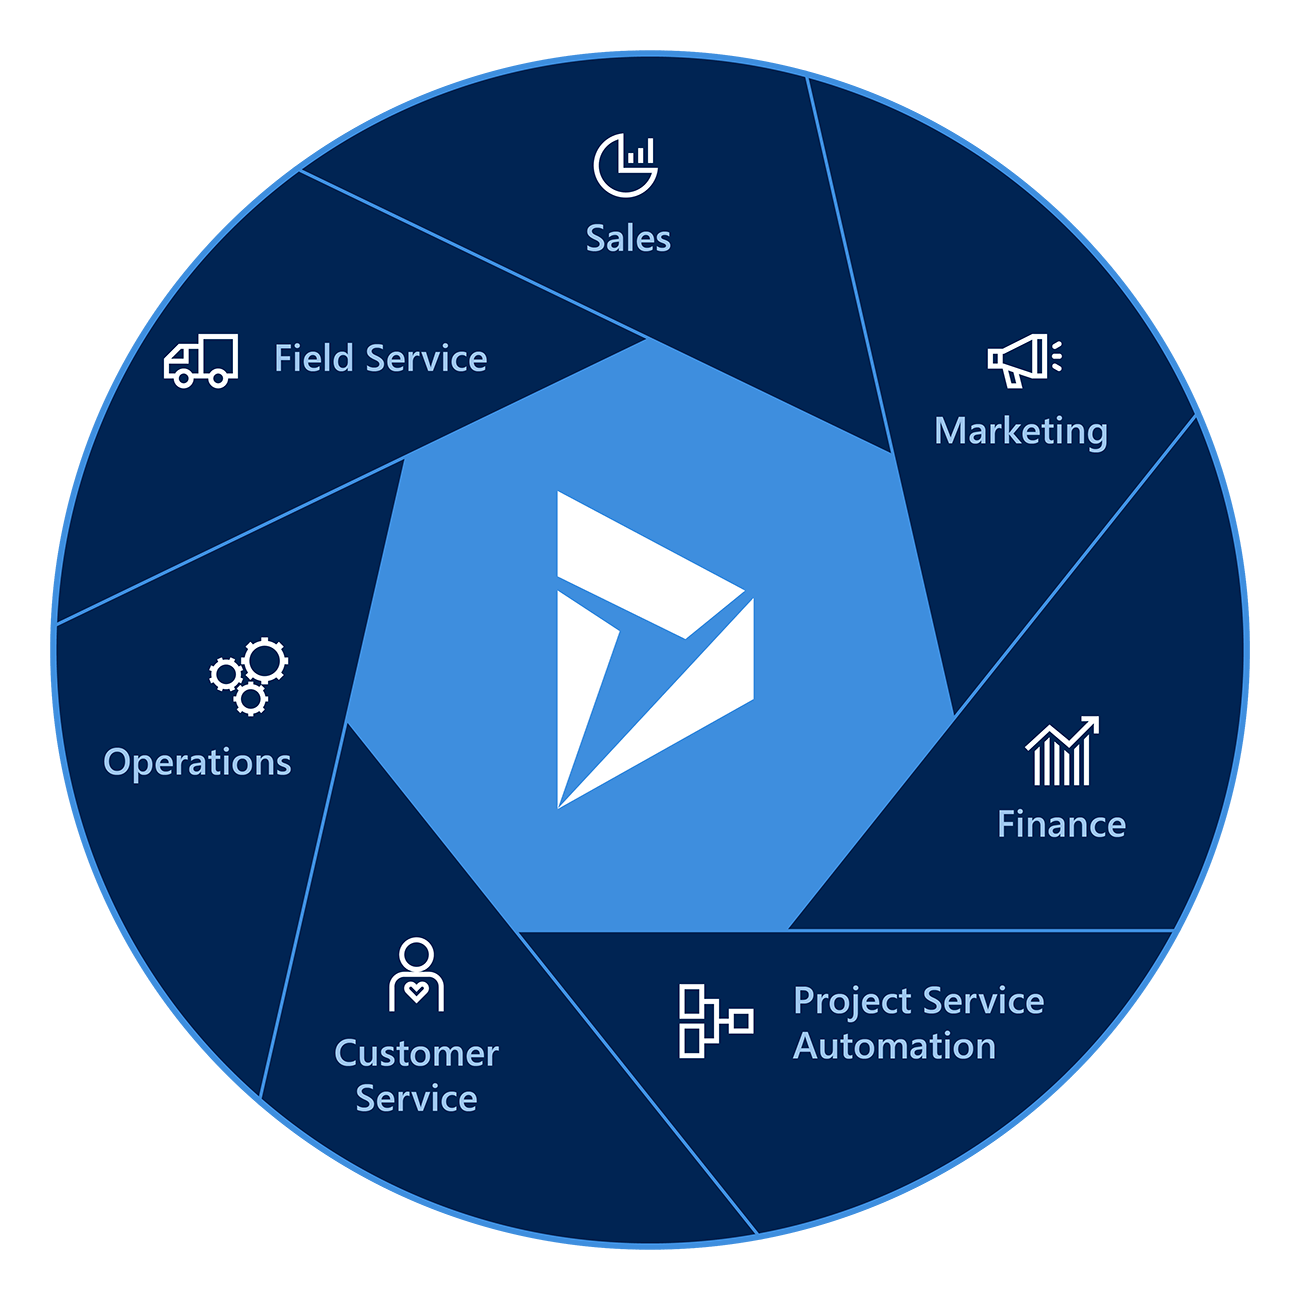 Sales
Field Service
Marketing
Operations
Finance
Project Service
Automation
Customer
Service